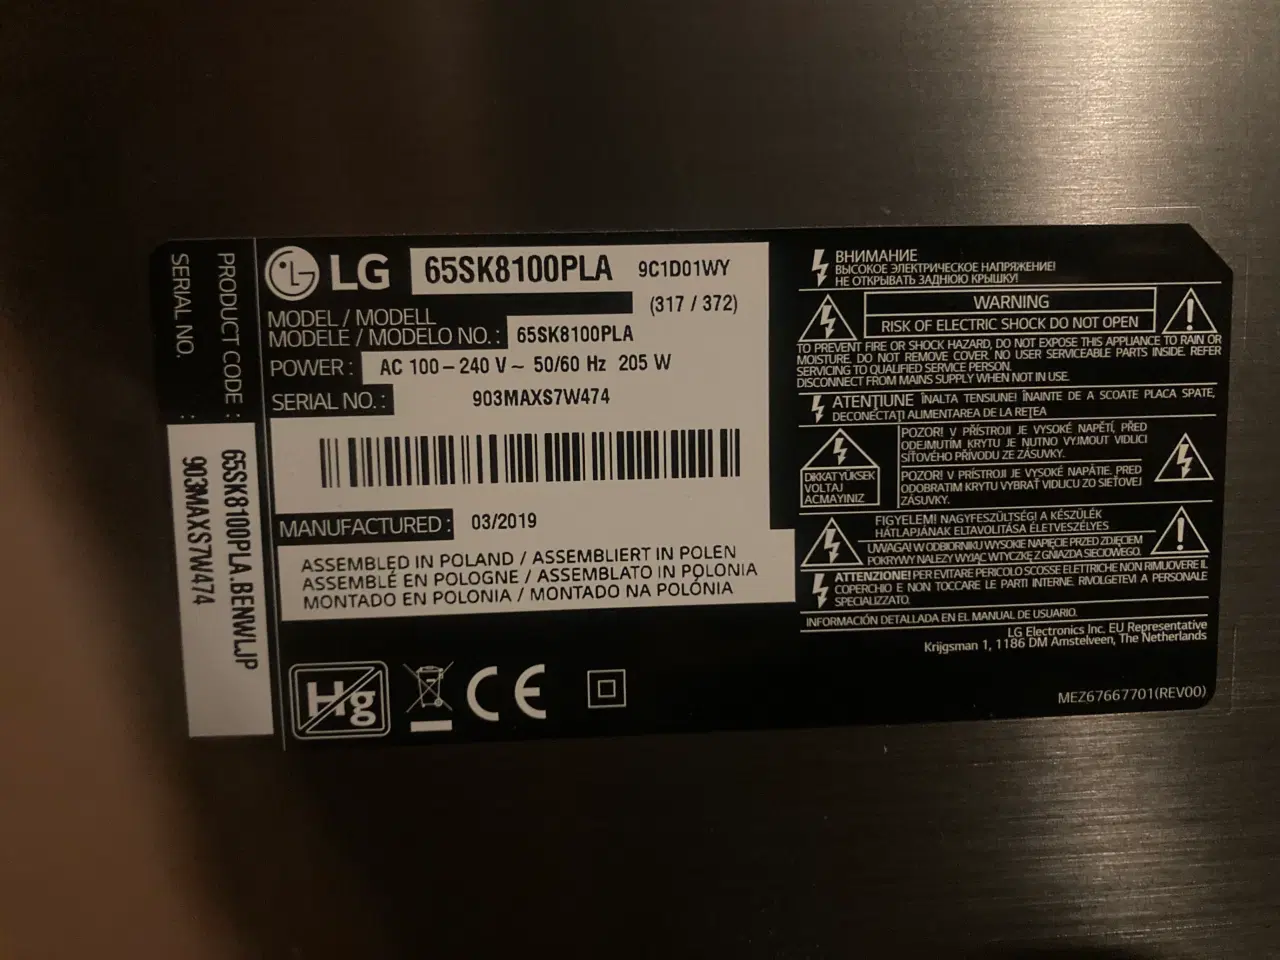 PRODUCT CODE :
SERIAL NO. :
65SK8100PLA.BENWLJP
903MAXS7W474
LG 65SK8100PLA 9C1D01WY
(317 / 372)
MODEL / MODELL
MODELE / MODELO NO. : 65SK8100PLA
POWER : AC 100 – 240 V ~ 50/60 Hz 205 W
SERIAL NO. : 903MAXS7W474
MANUFACTURED : 03/2019
ASSEMBLED IN POLAND / ASSEMBLIERT IN POLEN
ASSEMBLÉ EN POLOGNE / ASSEMBLATO IN POLONIA
MONTADO EN POLONIA / MONTADO NA POLÓNIA
Hg
CE
ВНИМАНИЕ
ВЫСОКОЕ ЭЛЕКТРИЧЕСКОЕ НАПРЯЖЕНИЕ!
НЕ ОТКРЫВАТЬ ЗАДНЮЮ КРЫШКУ!
WARNING
RISK OF ELECTRIC SHOCK DO NOT OPEN
TO PREVENT FIRE OR SHOCK HAZARD, DO NOT EXPOSE THIS APPLIANCE TO RAIN OR
MOISTURE. DO NOT REMOVE COVER. NO USER SERVICEABLE PARTS INSIDE. REFER
SERVICING TO QUALIFIED SERVICE PERSON.
DISCONNECT FROM MAINS SUPPLY WHEN NOT IN USE.
ATENŢIUNE ÎNALTA TENSIUNE! ÎNAINTE DE A SCOATE PLACA SPATE,
DECONECTAŢI ALIMENTAREA DE LA REŢEA
DIKKAT YÜKSEK
VOLTAJ
AÇMAYINIZ
POZOR! V PŘÍSTROJI JE VYSOKÉ NAPĚTÍ, PŘED
ODEJMUTÍM KRYTU JE NUTNO VYJMOUT VIDLICI
SÍŤOVÉHO PŘÍVODU ZE ZÁSUVKY.
POZOR! V PRÍSTROJI JE VYSOKÉ NAPÁTIE. PRED
ODOBRATIM KRYTU VYBRAŤ VIDLICU ZO SIEŤOVEJ
ZÁSUVKY.
FIGYELEM! NAGYFESZÜLTSÉG! A KÉSZÜLÉK
HÁTLAPJÁNAK ELTAVOLITÁSA ÉLETVESZÉLYES
UWAGA! W ODBIORNIKU WYSOKIE NAPIĘCIE PRZED ZDJĘCIEM
POKRYWY NALEŻY WYJĄC WTYCZKĘ Z GNIAZDA SIECIOWEGO.
ATTENZIONE! PER EVITARE PERICOLO SCOSSE ELETTRICHE NON RIMUOVERE IL
COPERCHIO E NON TOCCARE LE PARTI INTERNE. RIVOLGETEVI A PERSONALE
SPECIALIZZATO.
INFORMACIÓN DETALLADA EN EL MANUAL DE USUARIO.
LG Electronics Inc. EU Representative
Krijgsman 1, 1186 DM Amstelveen, The Netherlands
MEZ67667701(REV00)